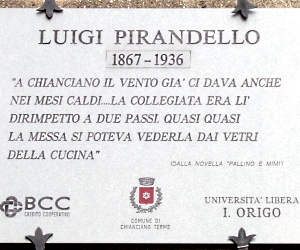 LUIGI PIRANDELLO
1867-1936
"A CHIANCIANO IL VENTO GIA' CI DAVA ANCHE
NEI MESI CALDI....LA COLLEGIATA ERA LI'
DIRIMPETTO A DUE PASSI. QUASI QUASI
LA MESSA SI POTEVA VEDERLA DAI VETRI
DELLA CUCINA"
(DALLA NOVELLA "PALLINO E MIMI")
BCC
CREDITO COOPERATIVO
COMUNE DI
CHIANCIANO TERME
UNIVERSITA' LIBERA
I. ORIGO